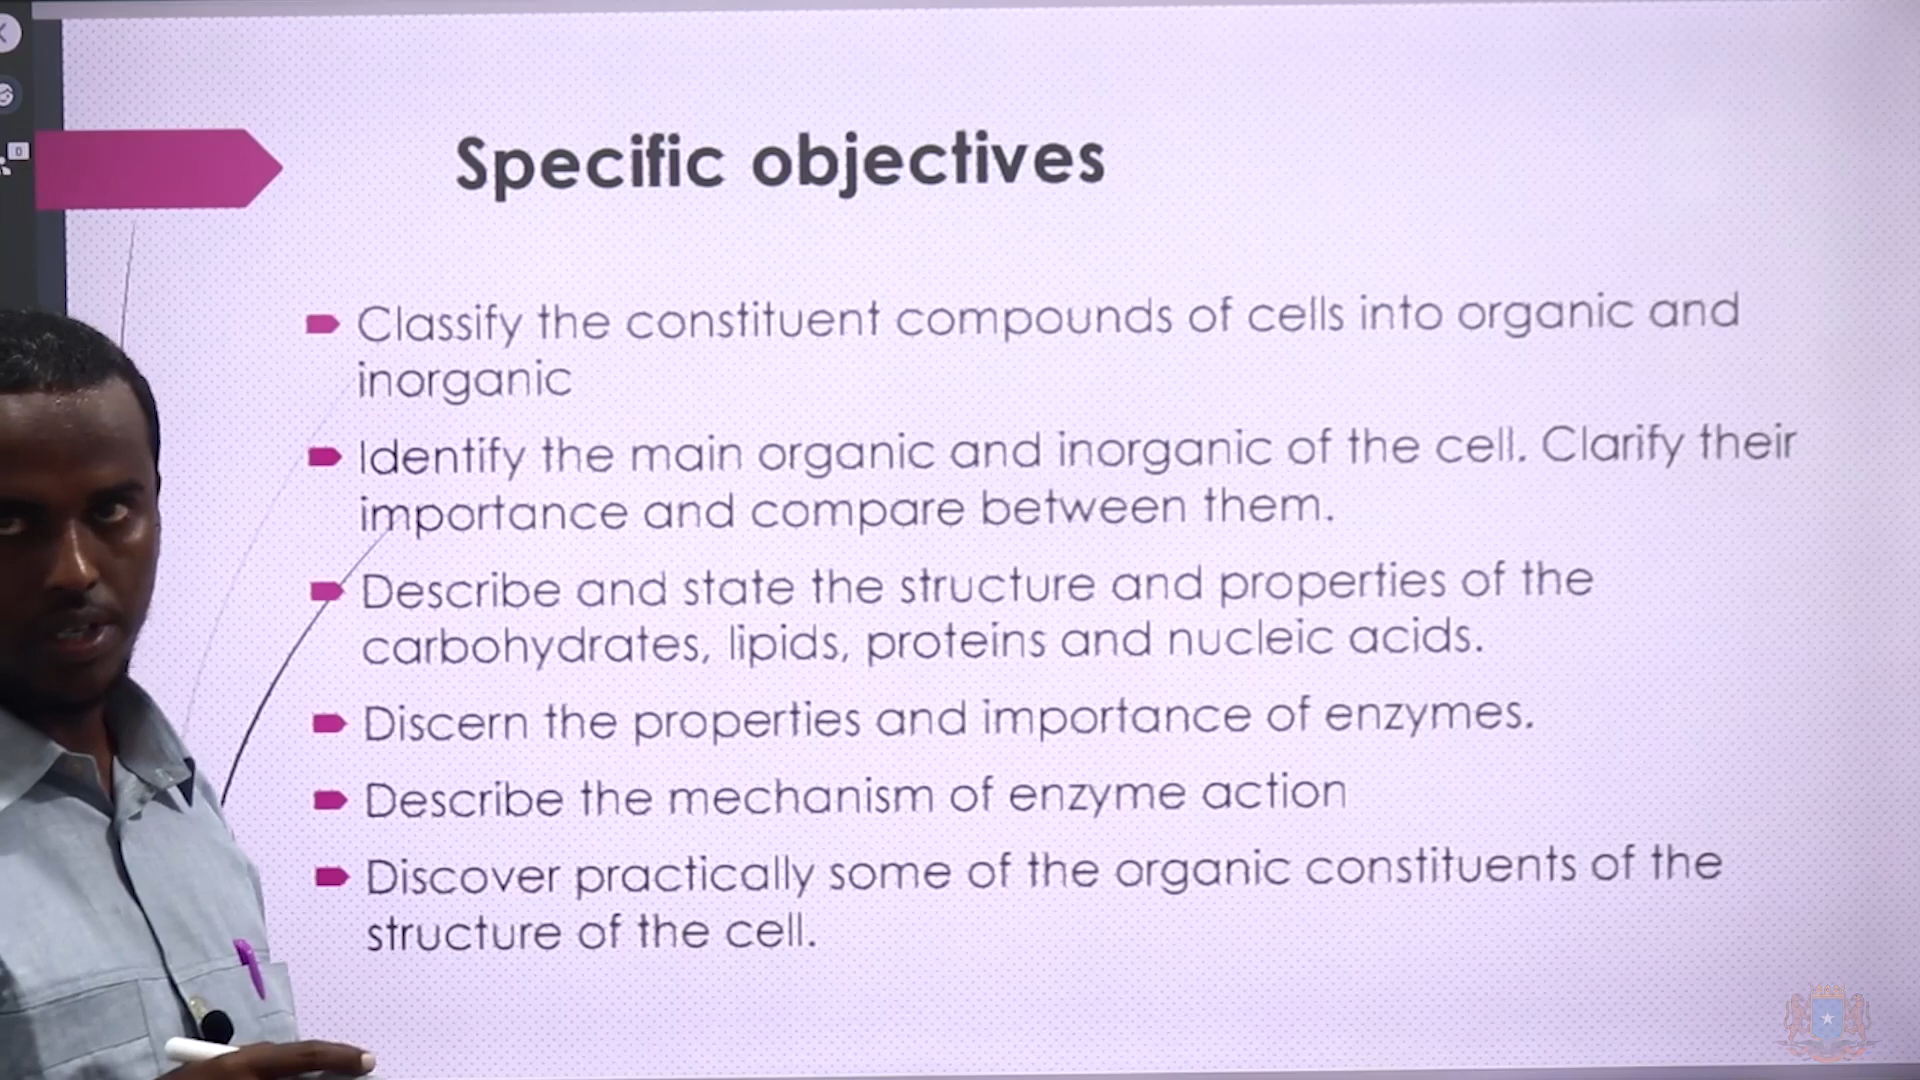 0
Specific objectives
Classify the constituent compounds of cells into organic and
inorganic
Identify the main organic and inorganic of the cell. Clarify their
importance and compare between them.
Describe and state the structure and properties of the
carbohydrates, lipids, proteins and nucleic acids.
Discern the properties and importance of enzymes.
Describe the mechanism of enzyme action
Discover practically some of the organic constituents of the
structure of the cell.